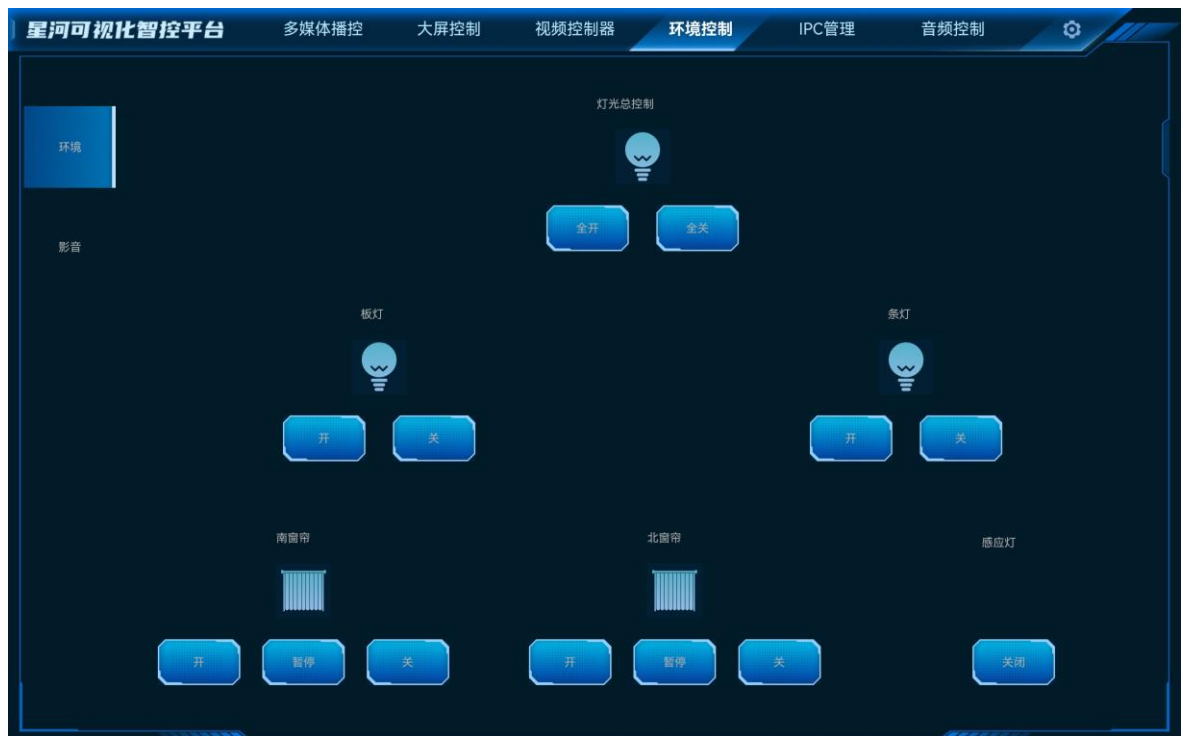 星河可视化智控平台 多媒体播控 大屏控制 视频控制器 环境控制 IPC管理 音频控制
灯光总控制
环境
全开 全关
影音
板灯 条灯
开 关 开 关
南窗帘 北窗帘 感应灯
开 暂停 关 开 暂停 关 关闭